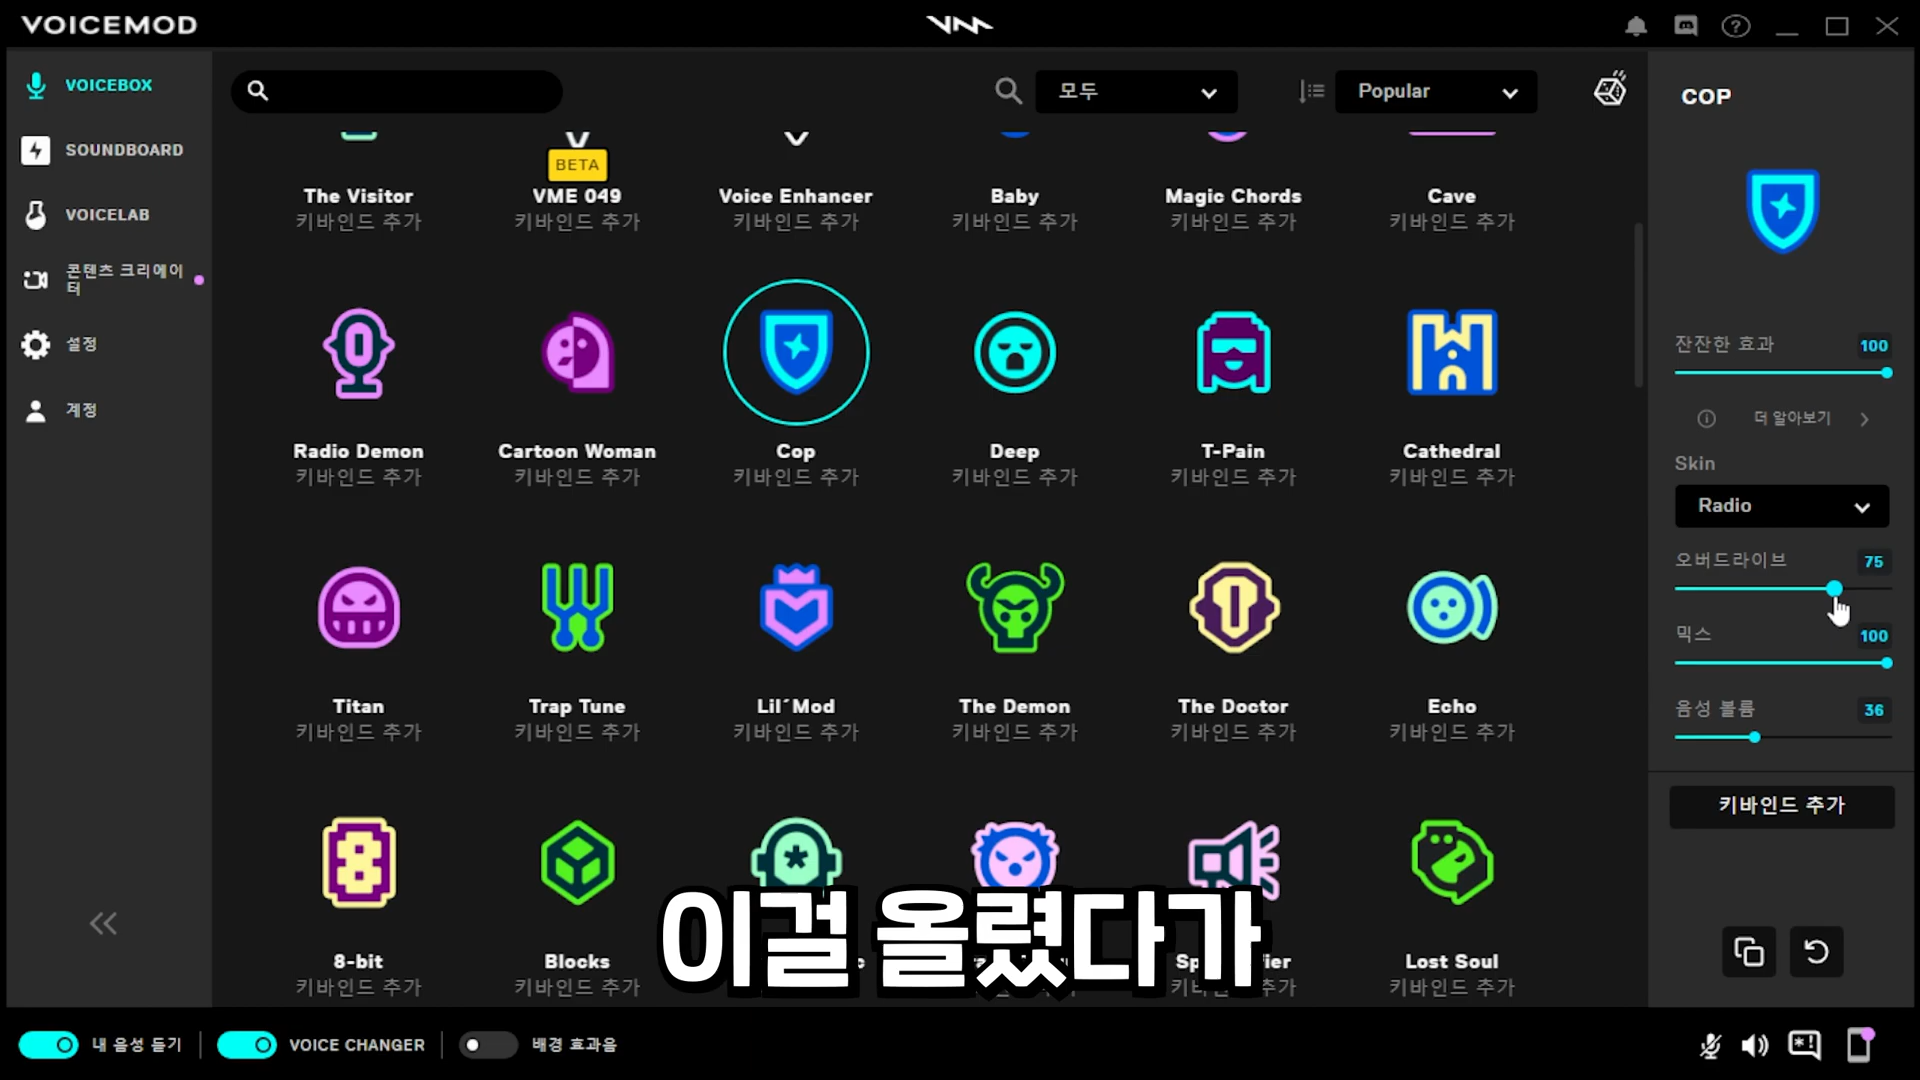 VOICEMOD
VOICEBOX
SOUNDBOARD
VOICELAB
콘텐츠 크리에이
터
설정
계정
모두
Popular
BETA
The Visitor
VME 049
Voice Enhancer
Baby
Magic Chords
Cave
키바인드 추가
키바인드 추가
키바인드 추가
키바인드 추가
키바인드 추가
키바인드 추가
Radio Demon
Cartoon Woman
Cop
Deep
T-Pain
Cathedral
키바인드 추가
키바인드 추가
키바인드 추가
키바인드 추가
키바인드 추가
키바인드 추가
Titan
Trap Tune
Lil´Mod
The Demon
The Doctor
Echo
키바인드 추가
키바인드 추가
키바인드 추가
키바인드 추가
키바인드 추가
키바인드 추가
8-bit
Blocks
Lost Soul
키바인드 추가
키바인드 추가
키바인드 추가
이걸 올렸다가
COP
잔잔한 효과 100
더 알아보기
Skin
Radio
오버드라이브 75
믹스 100
음성 볼륨 36
키바인드 추가
내 음성 듣기
VOICE CHANGER
배경 효과음